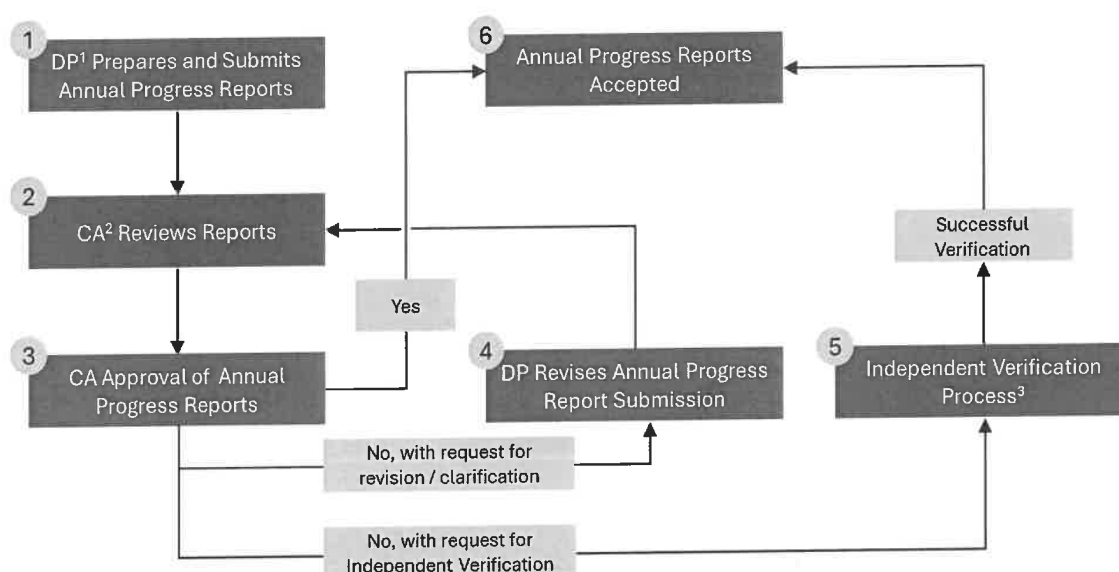 1
DP¹ Prepares and Submits
Annual Progress Reports
6
Annual Progress Reports
Accepted
2
CA² Reviews Reports
Successful
Verification
Yes
3
CA Approval of Annual
Progress Reports
4
DP Revises Annual Progress
Report Submission
5
Independent Verification
Process³
No, with request for
revision / clarification
No, with request for
Independent Verification